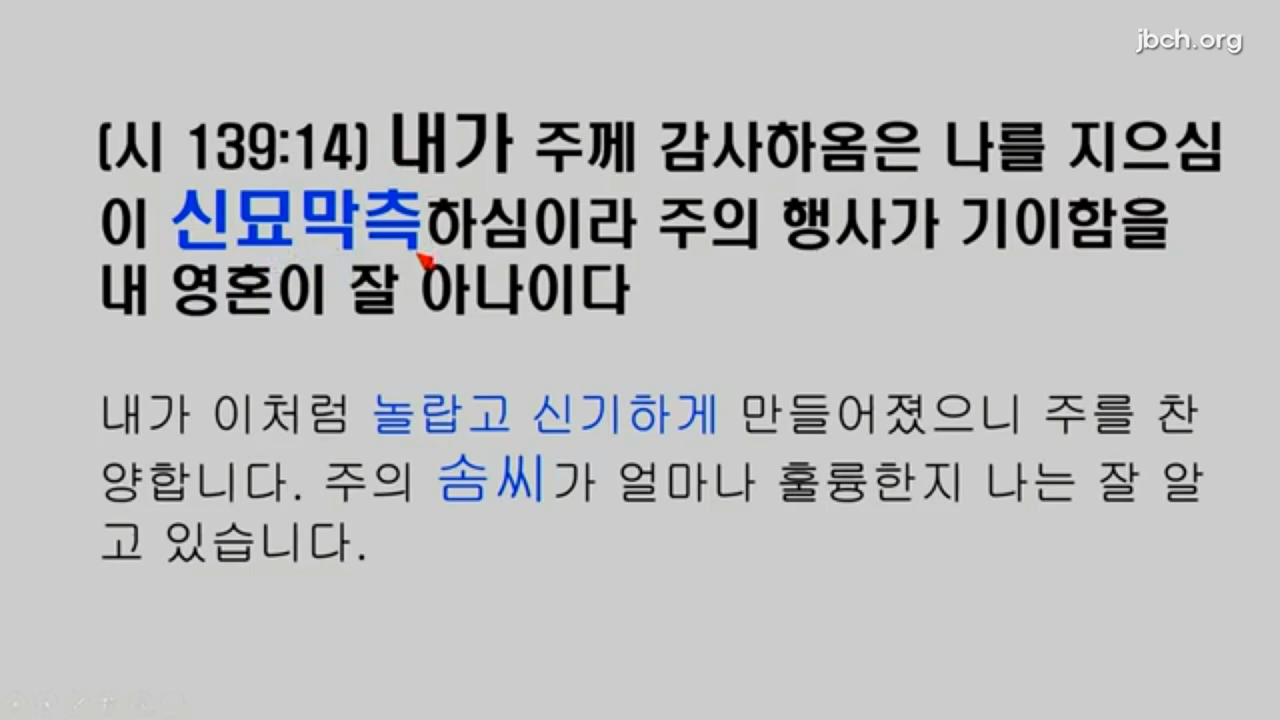 jbch.org
(시 139:14) 내가 주께 감사하옴은 나를 지으심
이 신묘막측하심이라 주의 행사가 기이함을
내 영혼이 잘 아나이다
내가 이처럼 놀랍고 신기하게 만들어졌으니 주를 찬
양합니다. 주의 솜씨가 얼마나 훌륭한지 나는 잘 알
고 있습니다.